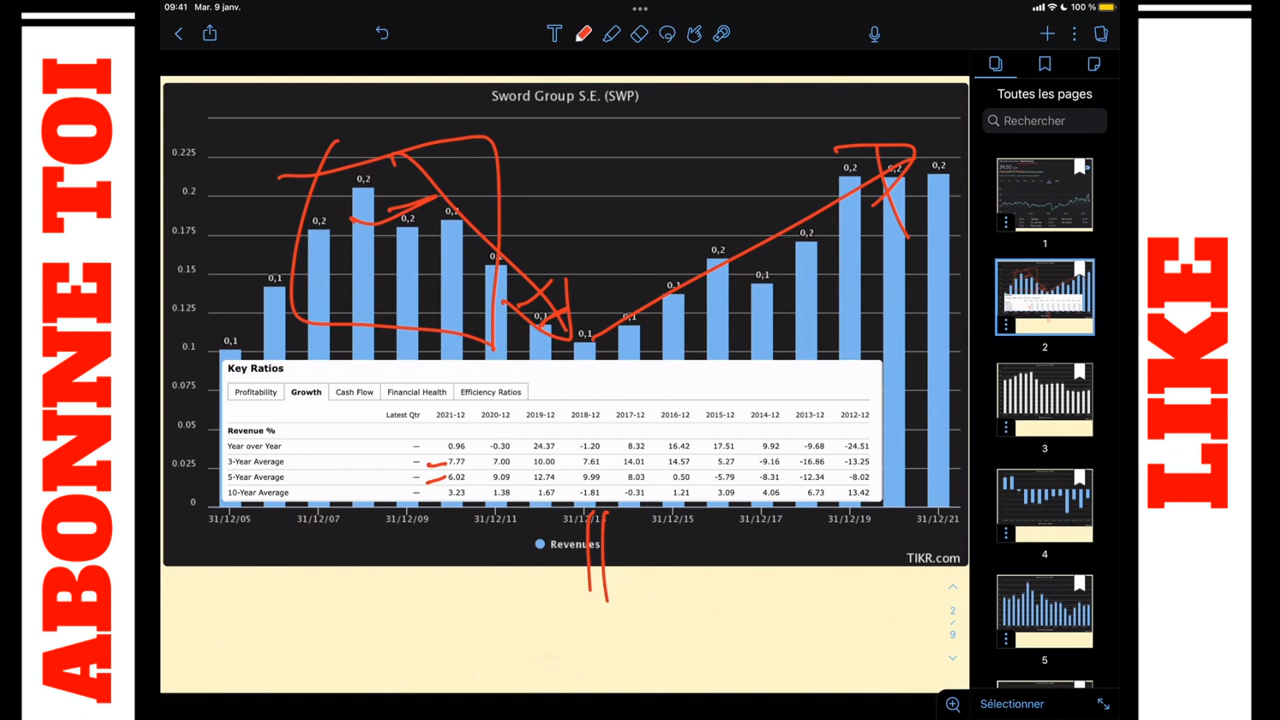 ABONNE TOI
09:41 Mar. 9 janv.
100 %
T
Toutes les pages
Rechercher
1
2
3
4
5
Sélectionner
2
/
9
Sword Group S.E. (SWP)
0.225
0.2
0.175
0.15
0.125
0.1
0.075
0.05
0.025
0
0,1
0,1
0,2
0,2
0,2
0,2
0,2
0,1
0,1
0,1
0,1
0,2
0,1
0,2
0,2
0,2
0,2
Key Ratios
Profitability Growth Cash Flow Financial Health Efficiency Ratios
Latest Qtr 2021-12 2020-12 2019-12 2018-12 2017-12 2016-12 2015-12 2014-12 2013-12 2012-12
Revenue %
Year over Year — 0.96 -0.30 24.37 -1.20 8.32 16.42 17.51 9.92 -9.68 -24.51
3-Year Average — 7.77 7.00 10.00 7.61 14.01 14.57 5.27 -9.16 -16.86 -13.25
5-Year Average — 6.02 9.09 12.74 9.99 8.03 0.50 -5.79 -8.31 -12.34 -8.02
10-Year Average — 3.23 1.38 1.67 -1.81 -0.31 1.21 3.09 4.06 6.73 13.42
31/12/05 31/12/07 31/12/09 31/12/11 31/12/13 31/12/15 31/12/17 31/12/19 31/12/21
Revenues
TIKR.com
LIKE